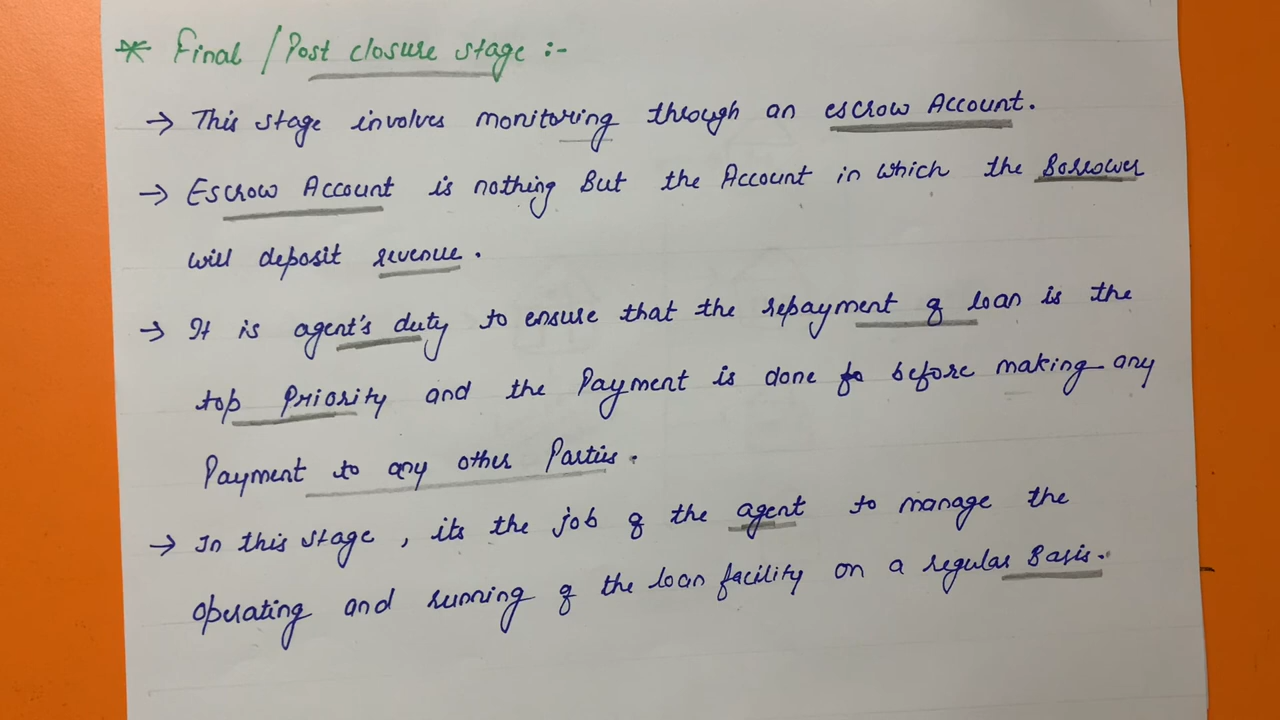 * Final / Post closure stage :-
→ This stage involves monitoring through an escrow Account.
→ Escrow Account is nothing But the Account in which the Borrower
will deposit revenue.
→ It is agent's duty to ensure that the repayment of loan is the
top Priority and the Payment is done before making any
Payment to any other Parties.
→ In this stage, its the job of the agent to manage the
operating and running of the loan facility on a regular Basis.